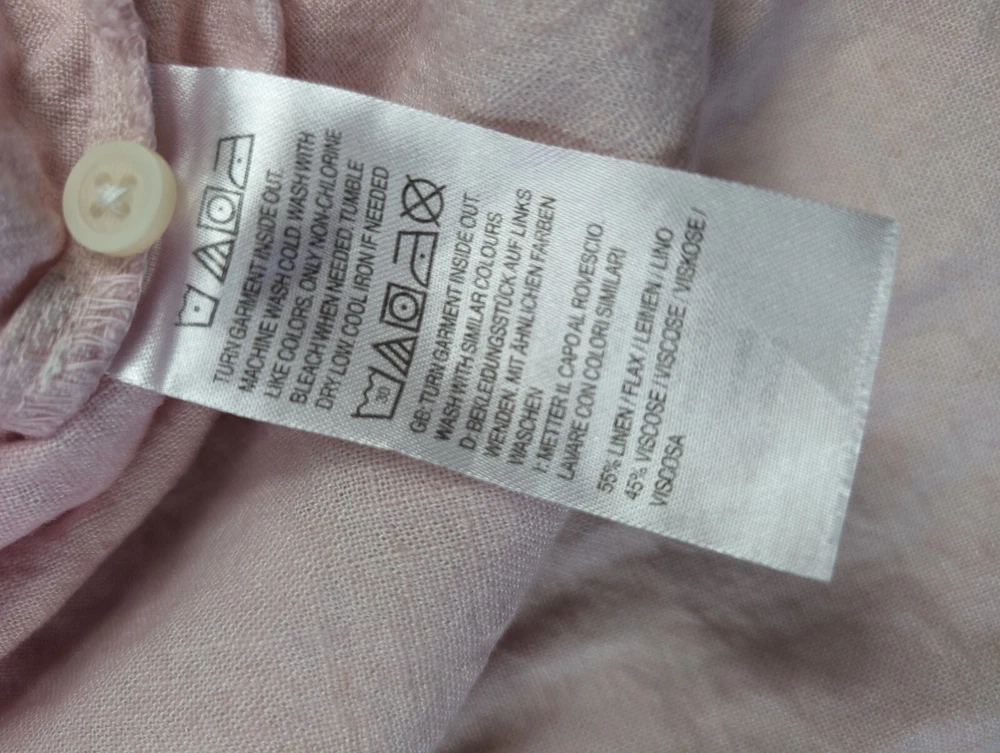 TURN GARMENT INSIDE OUT.
MACHINE WASH COLD. WASH WITH
LIKE COLORS. ONLY NON-CHLORINE
BLEACH WHEN NEEDED. TUMBLE
DRY. LOW. COOL IRON IF NEEDED
30
GB: TURN GARMENT INSIDE OUT.
WASH WITH SIMILAR COLOURS
D: BEKLEIDUNGSSTÜCK AUF LINKS
WENDEN. MIT ÄHNLICHEN FARBEN
WASCHEN
I: METTER IL CAPO AL ROVESCIO.
LAVARE CON COLORI SIMILARI
55% LINEN / FLAX / LEINEN / LINO
45% VISCOSE / VISCOSE / VISKOSE /
VISCOSA